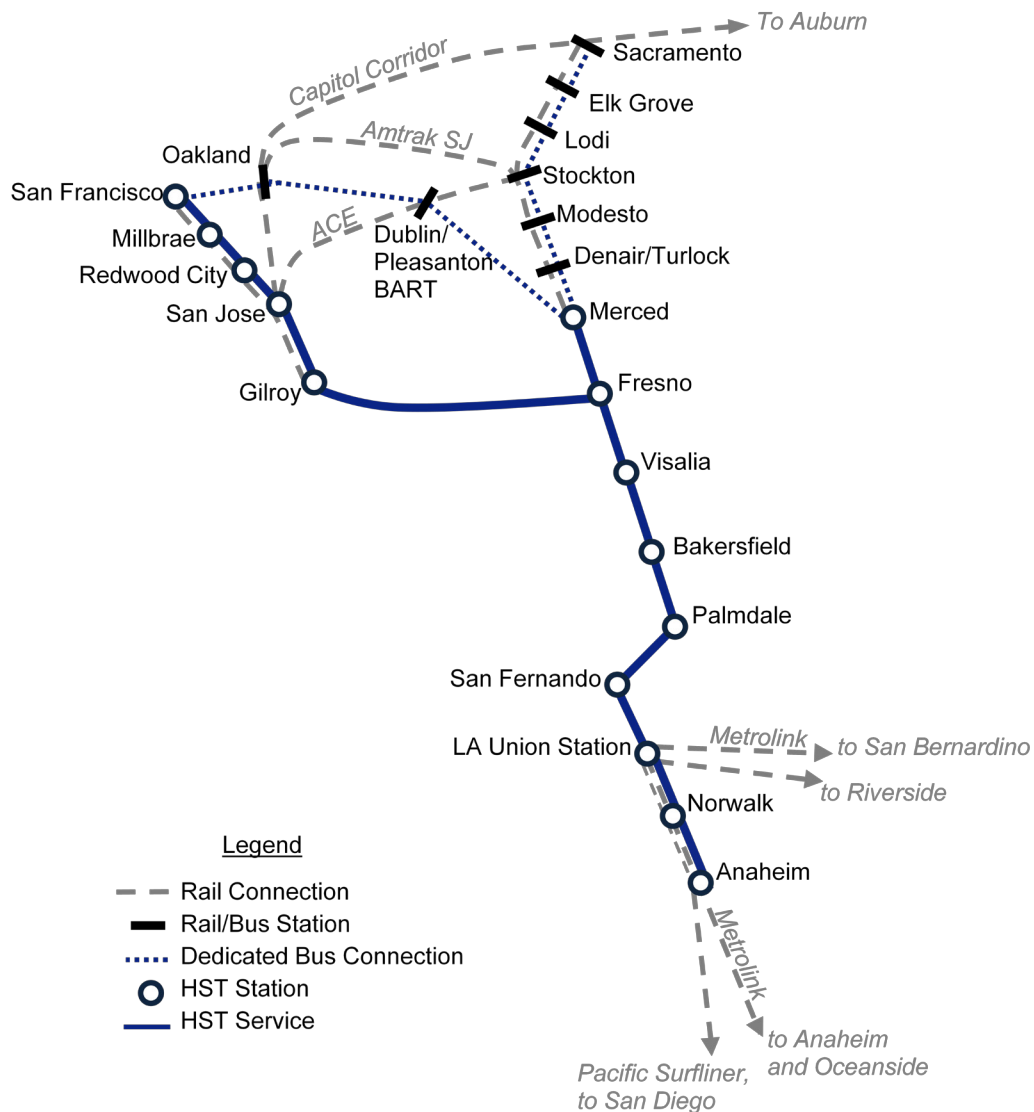 To Auburn
Capitol Corridor
Sacramento
Elk Grove
Amtrak SJ
Lodi
Oakland
Stockton
San Francisco
ACE
Modesto
Millbrae
Dublin/
Pleasanton
BART
Denair/Turlock
Redwood City
San Jose
Merced
Gilroy
Fresno
Visalia
Bakersfield
Palmdale
San Fernando
LA Union Station
Metrolink
to San Bernardino
to Riverside
Norwalk
Anaheim
Metrolink
to Anaheim
and Oceanside
Pacific Surfliner,
to San Diego
Legend
Rail Connection
Rail/Bus Station
Dedicated Bus Connection
HST Station
HST Service